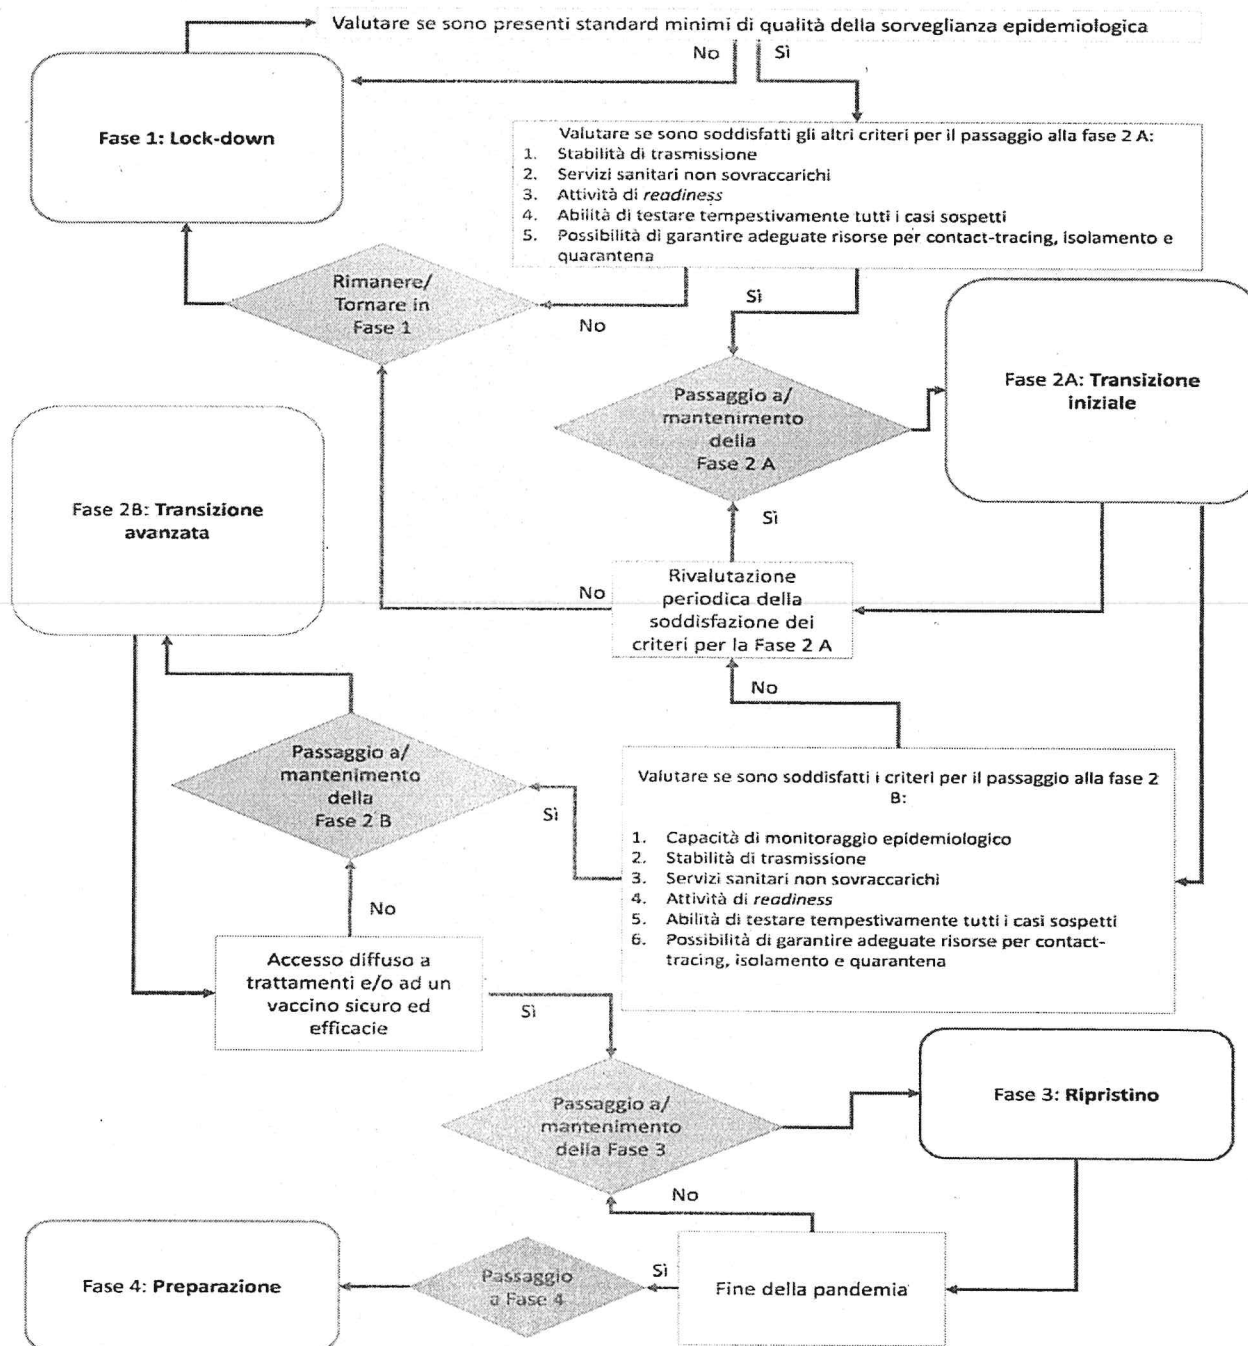 Valutare se sono presenti standard minimi di qualità della sorveglianza epidemiologica
No
Sì
Fase 1: Lock-down
Valutare se sono soddisfatti gli altri criteri per il passaggio alla fase 2 A:
1. Stabilità di trasmissione
2. Servizi sanitari non sovraccarichi
3. Attività di readiness
4. Abilità di testare tempestivamente tutti i casi sospetti
5. Possibilità di garantire adeguate risorse per contact-tracing, isolamento e
quarantena
Rimanere/
Tornare in
Fase 1
No
Sì
Passaggio a/
mantenimento
della
Fase 2 A
Fase 2A: Transizione
iniziale
Fase 2B: Transizione
avanzata
Sì
No
Rivalutazione
periodica della
soddisfazione dei
criteri per la Fase 2 A
No
Passaggio a/
mantenimento
della
Fase 2 B
Sì
Valutare se sono soddisfatti i criteri per il passaggio alla fase 2
B:
1. Capacità di monitoraggio epidemiologico
2. Stabilità di trasmissione
3. Servizi sanitari non sovraccarichi
4. Attività di readiness
5. Abilità di testare tempestivamente tutti i casi sospetti
6. Possibilità di garantire adeguate risorse per contact-
tracing, isolamento e quarantena
No
Accesso diffuso a
trattamenti e/o ad un
vaccino sicuro ed
efficacie
Sì
Passaggio a/
mantenimento
della Fase 3
Fase 3: Ripristino
No
Fase 4: Preparazione
Passaggio
a Fase 4
Sì
Fine della pandemia